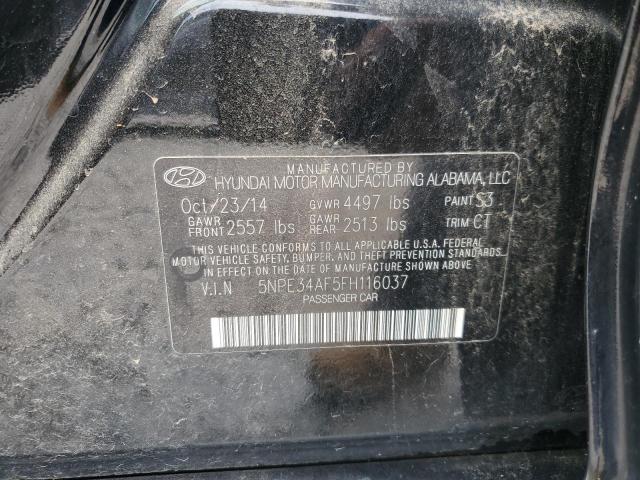 MANUFACTURED BY
HYUNDAI MOTOR MANUFACTURING ALABAMA, LLC
Oct/23/14 GVWR 4497 lbs PAINT S3
GAWR FRONT 2557 lbs GAWR REAR 2513 lbs TRIM CT
THIS VEHICLE CONFORMS TO ALL APPLICABLE U.S.A. FEDERAL
MOTOR VEHICLE SAFETY, BUMPER, AND THEFT PREVENTION STANDARDS
IN EFFECT ON THE DATE OF MANUFACTURE SHOWN ABOVE.
V.I.N 5NPE34AF5FH116037
PASSENGER CAR